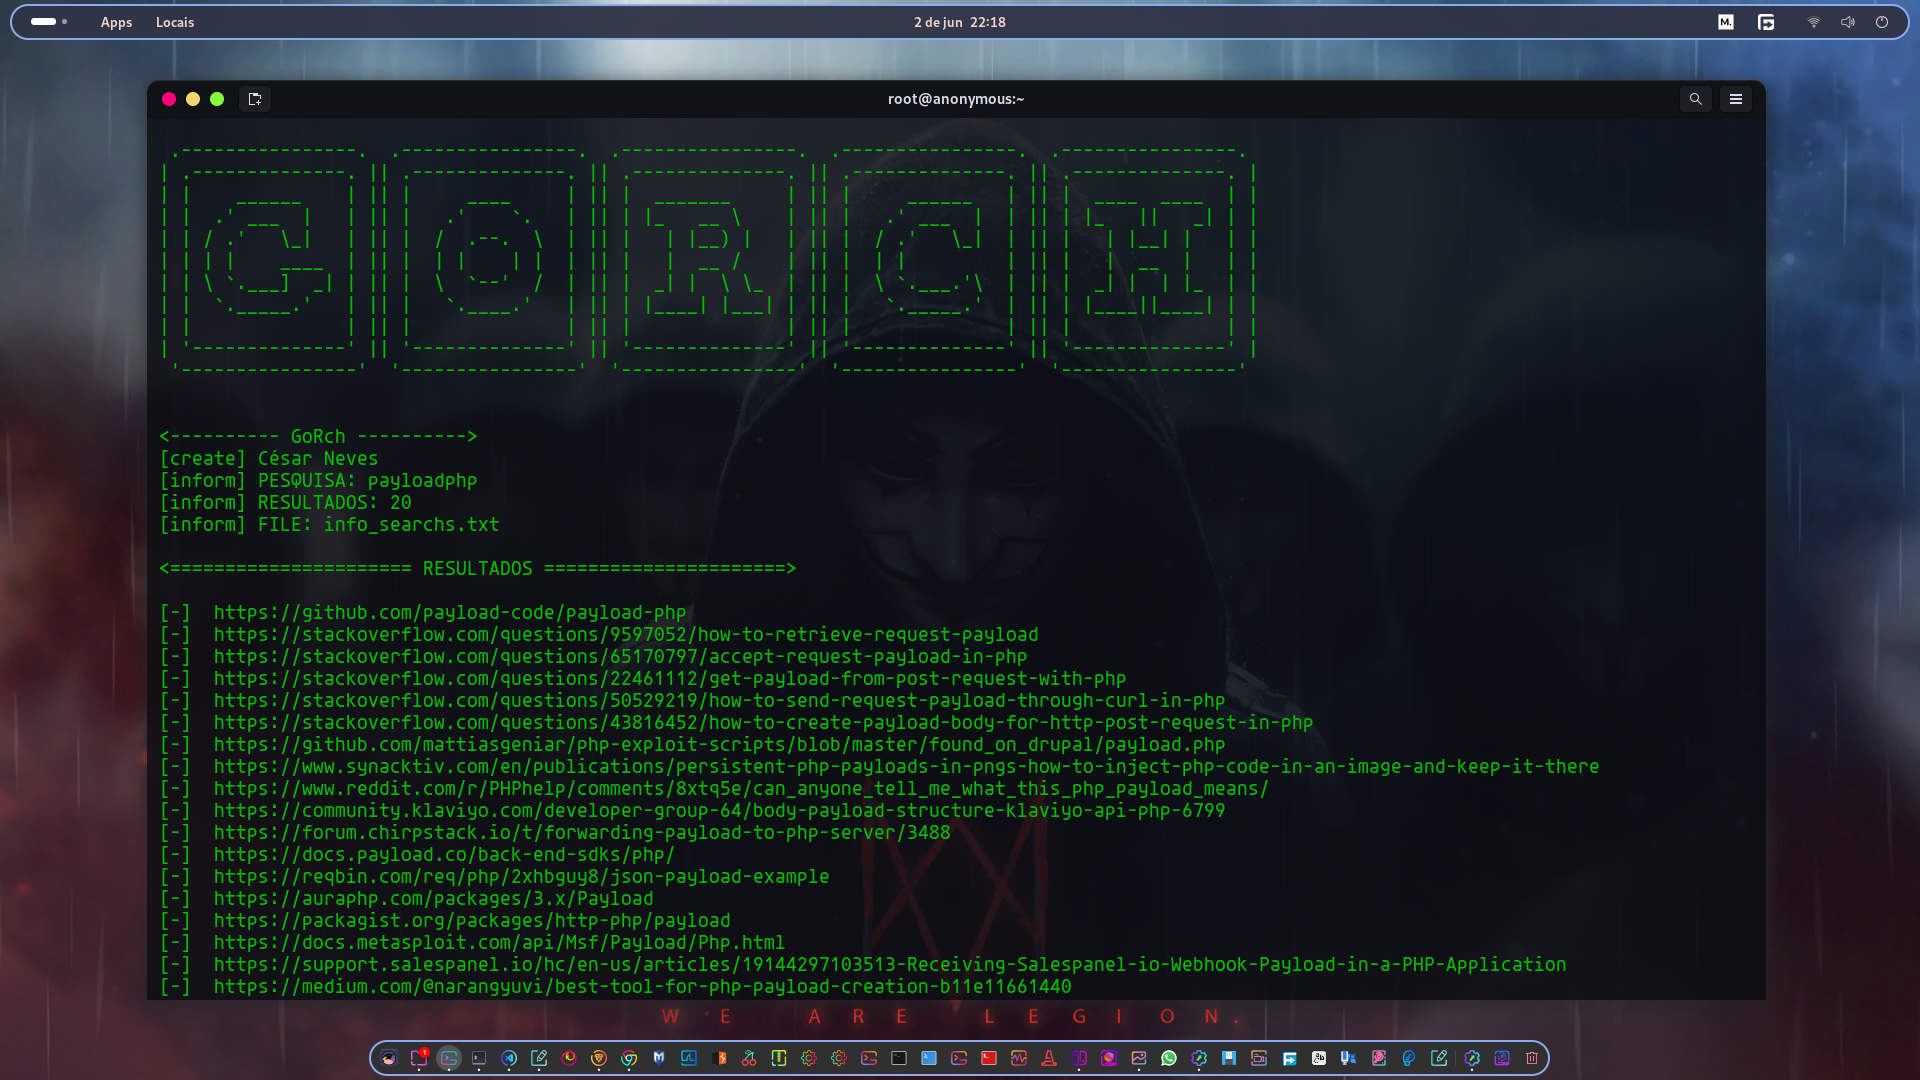 Apps Locais 2 de jun 22:18 M.
root@anonymous:~
GORCH
<---------- GoRch ---------->
[create] César Neves
[inform] PESQUISA: payloadphp
[inform] RESULTADOS: 20
[inform] FILE: info_searchs.txt
<====================== RESULTADOS ======================>
[-] https://github.com/payload-code/payload-php
[-] https://stackoverflow.com/questions/9597052/how-to-retrieve-request-payload
[-] https://stackoverflow.com/questions/65170797/accept-request-payload-in-php
[-] https://stackoverflow.com/questions/22461112/get-payload-from-post-request-with-php
[-] https://stackoverflow.com/questions/50529219/how-to-send-request-payload-through-curl-in-php
[-] https://stackoverflow.com/questions/43816452/how-to-create-payload-body-for-http-post-request-in-php
[-] https://github.com/mattiasgeniar/php-exploit-scripts/blob/master/found_on_drupal/payload.php
[-] https://www.synacktiv.com/en/publications/persistent-php-payloads-in-pngs-how-to-inject-php-code-in-an-image-and-keep-it-there
[-] https://www.reddit.com/r/PHPhelp/comments/8xtq5e/can_anyone_tell_me_what_this_php_payload_means/
[-] https://community.klaviyo.com/developer-group-64/body-payload-structure-klaviyo-api-php-6799
[-] https://forum.chirpstack.io/t/forwarding-payload-to-php-server/3488
[-] https://docs.payload.co/back-end-sdks/php/
[-] https://reqbin.com/req/php/2xhbguy8/json-payload-example
[-] https://auraphp.com/packages/3.x/Payload
[-] https://packagist.org/packages/http-php/payload
[-] https://docs.metasploit.com/api/Msf/Payload/Php.html
[-] https://support.salespanel.io/hc/en-us/articles/19144297103513-Receiving-Salespanel-io-Webhook-Payload-in-a-PHP-Application
[-] https://medium.com/@narangyuvi/best-tool-for-php-payload-creation-b11e11661440
WE ARE LEGION.
1